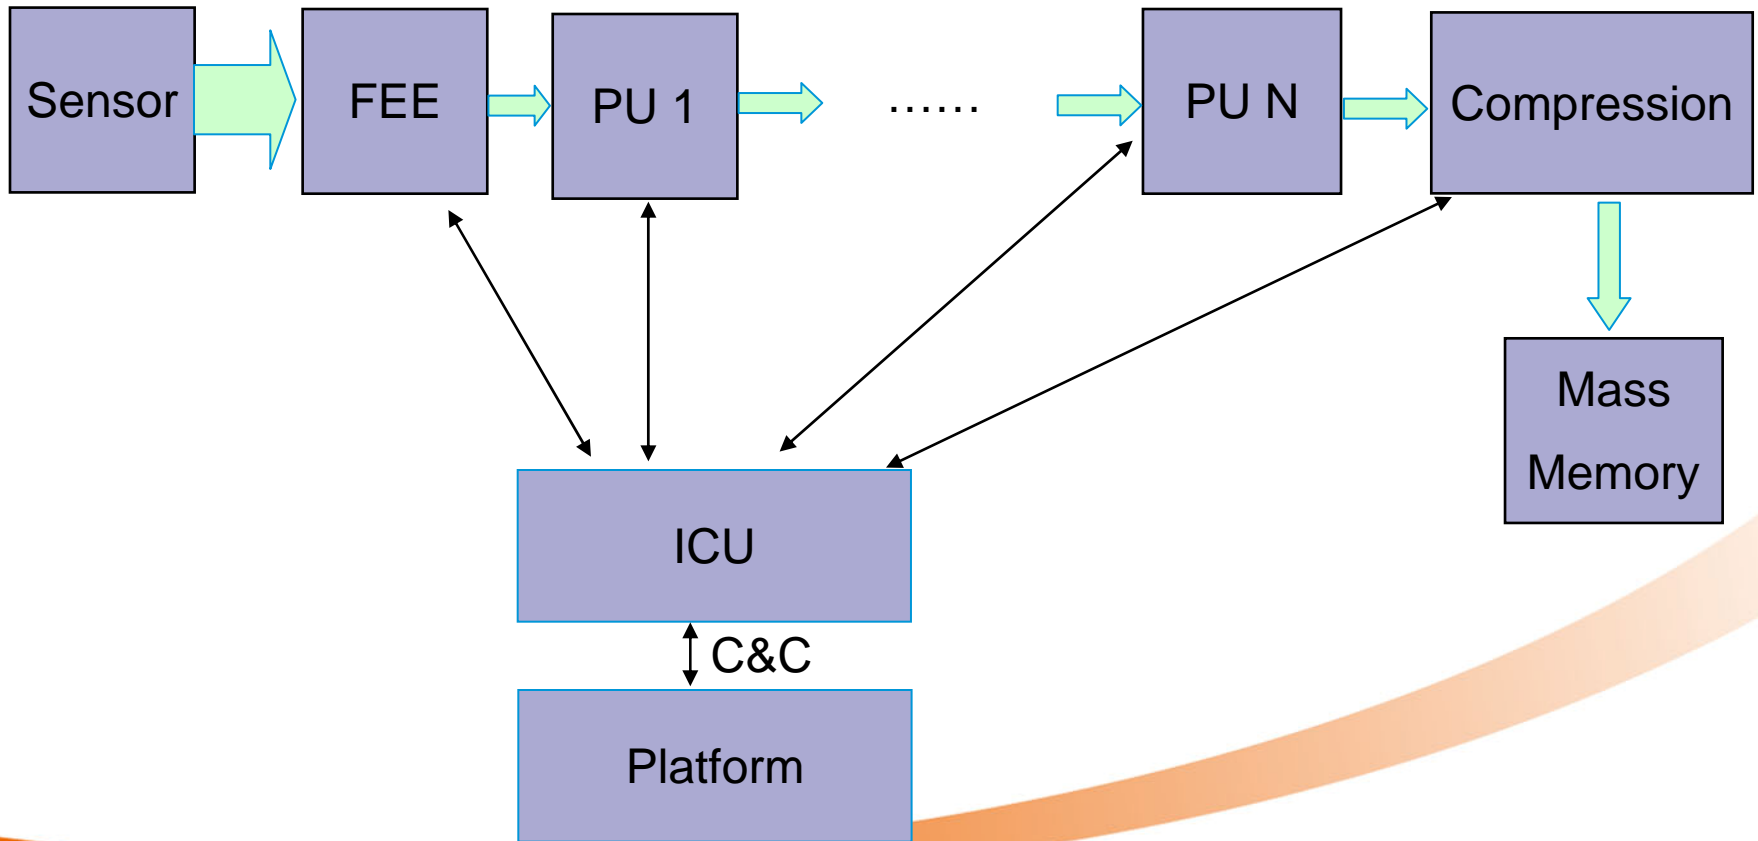 Sensor
FEE
PU 1
......
PU N
Compression
Mass
Memory
ICU
C&C
Platform